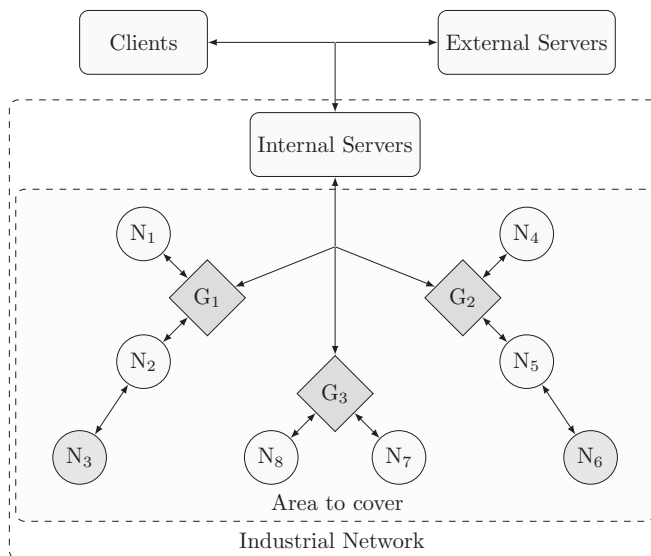 Clients
External Servers
Internal Servers
N₁
N₄
G₁
G₂
N₂
N₅
G₃
N₃
N₈
N₇
N₆
Area to cover
Industrial Network